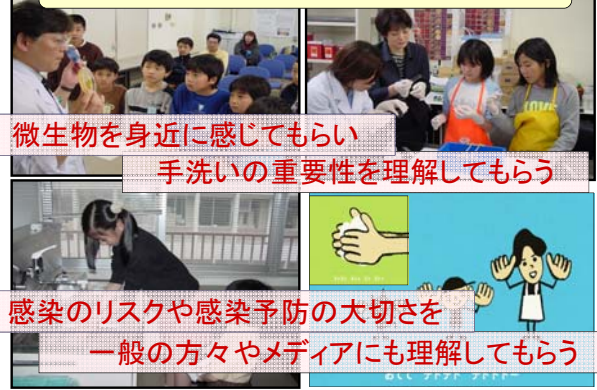 微生物を身近に感じてもらい
手洗いの重要性を理解してもらう
感染のリスクや感染予防の大切さを
一般の方々やメディアにも理解してもらう